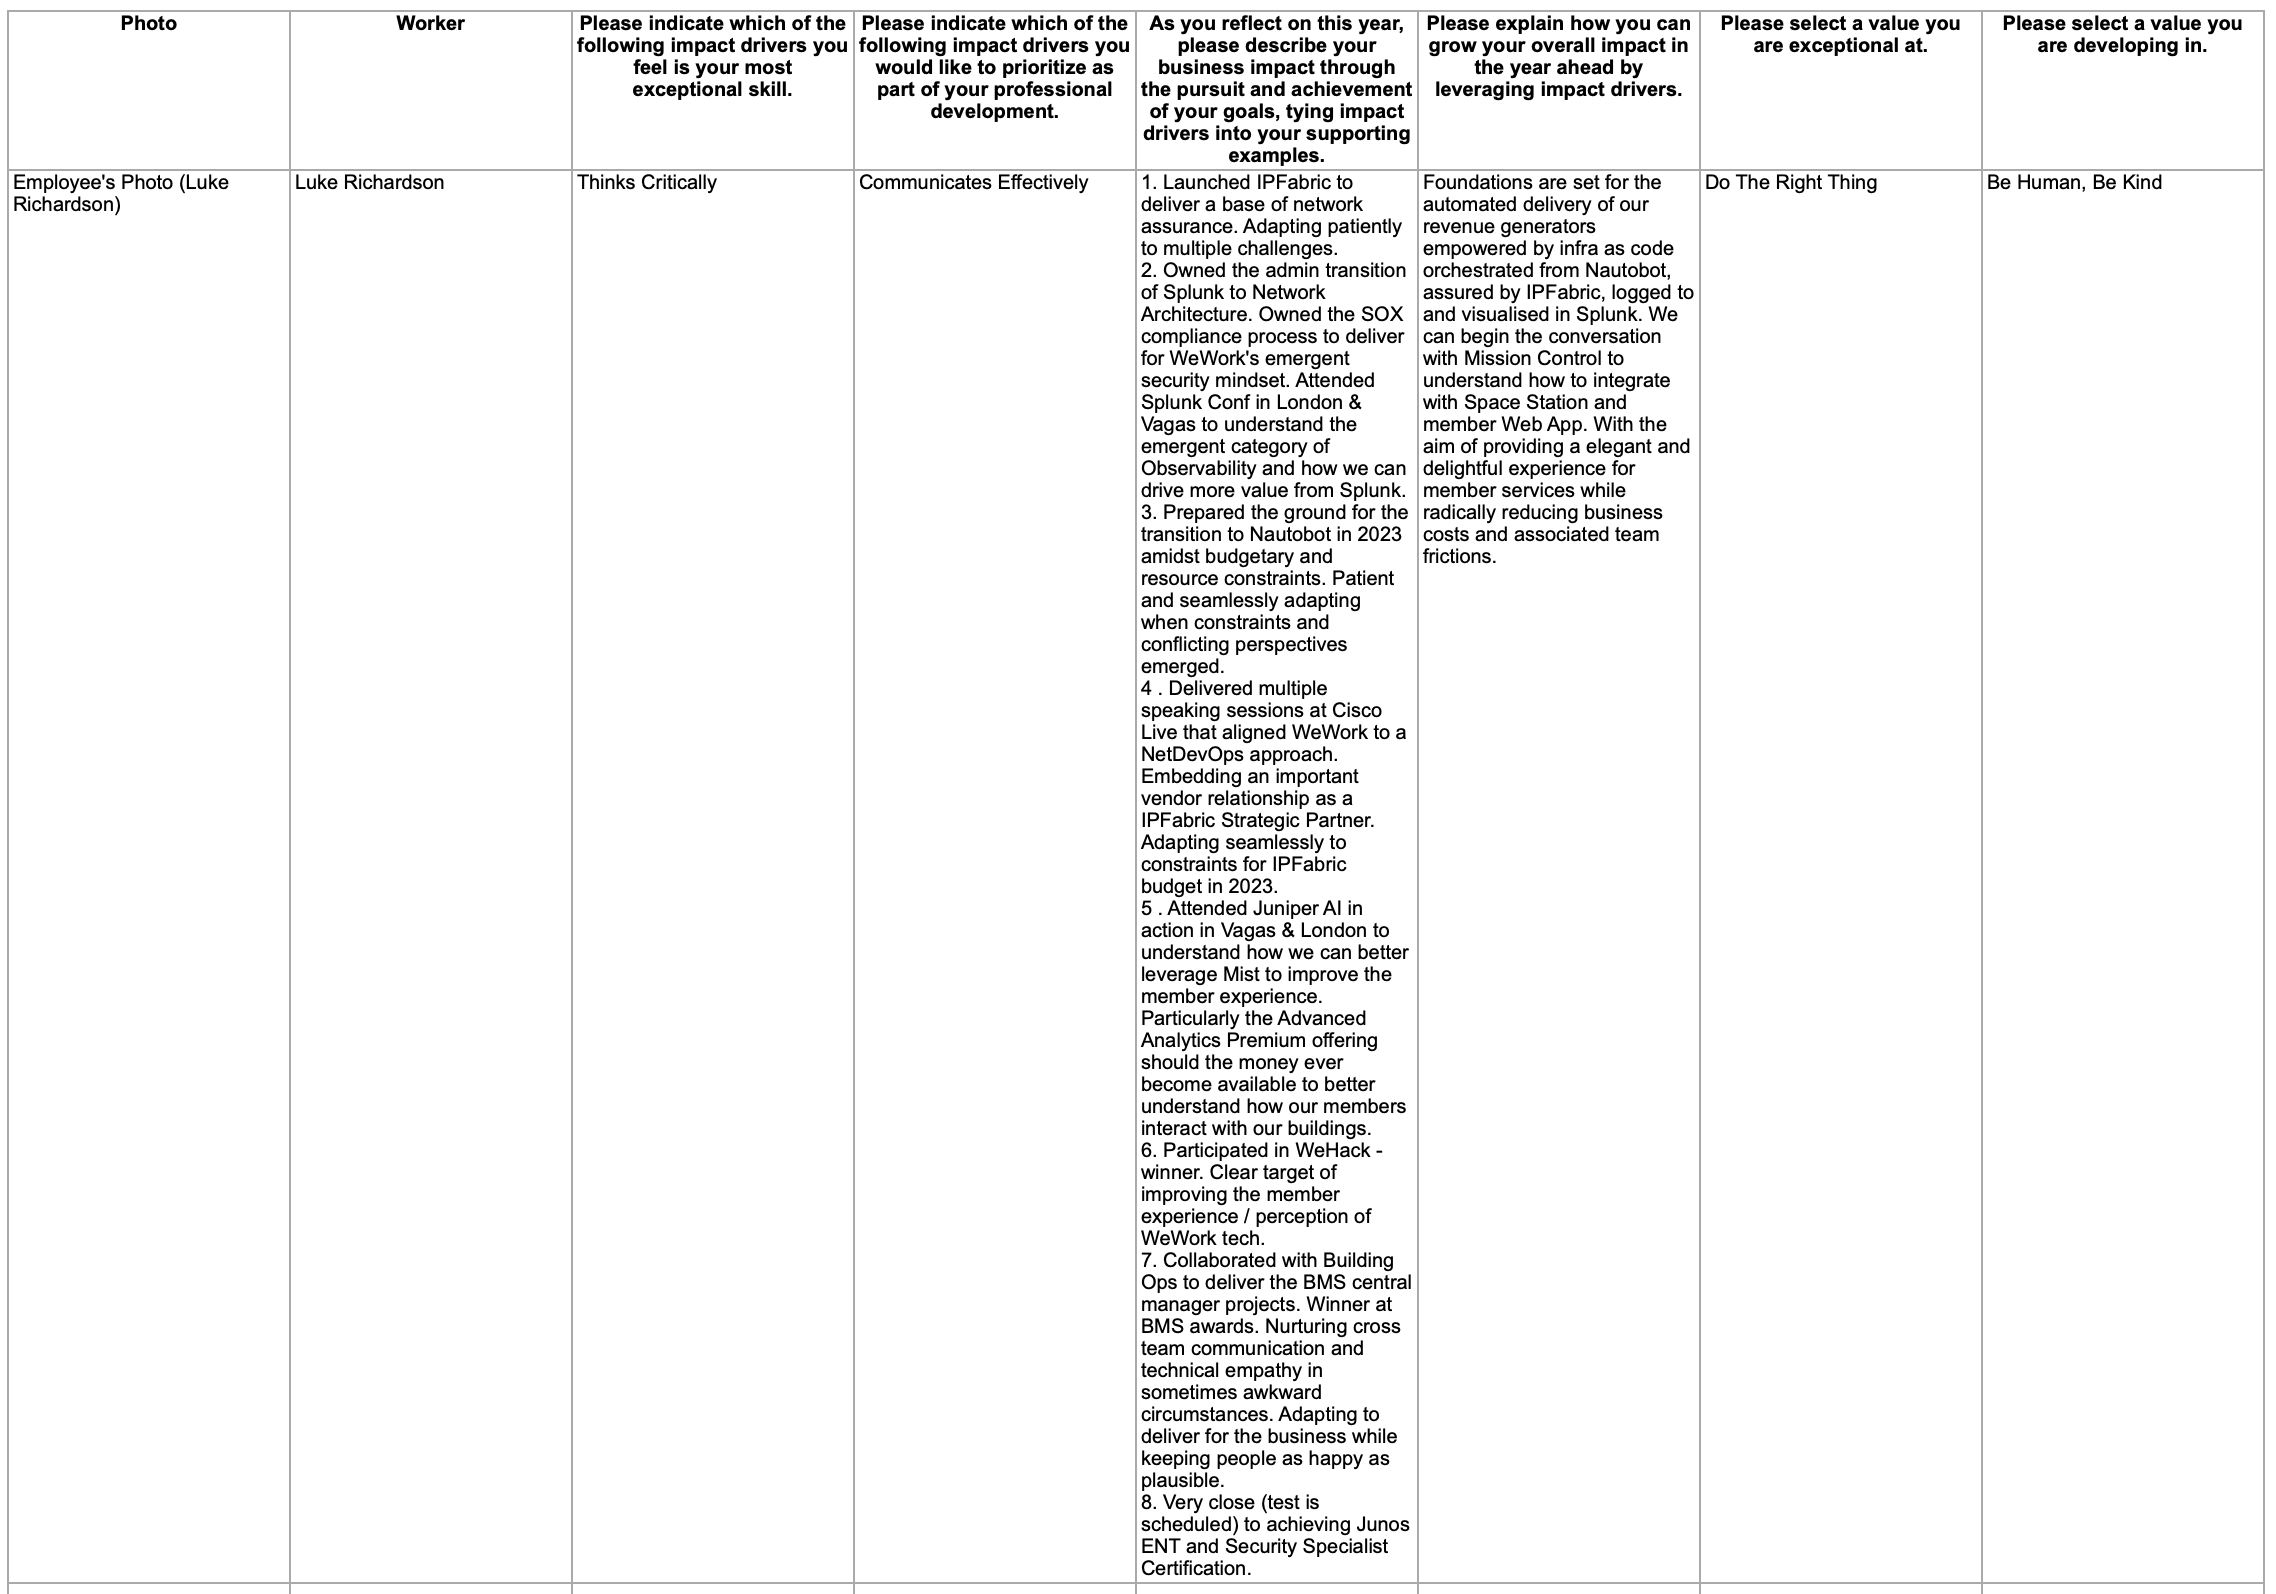 Photo
Worker
Please indicate which of the
following impact drivers you
feel is your most
exceptional skill.
Please indicate which of the
following impact drivers you
would like to prioritize as
part of your professional
development.
As you reflect on this year,
please describe your
business impact through
the pursuit and achievement
of your goals, tying impact
drivers into your supporting
examples.
Please explain how you can
grow your overall impact in
the year ahead by
leveraging impact drivers.
Please select a value you
are exceptional at.
Please select a value you
are developing in.
Employee's Photo (Luke
Richardson)
Luke Richardson
Thinks Critically
Communicates Effectively
1. Launched IPFabric to
deliver a base of network
assurance. Adapting patiently
to multiple challenges.
2. Owned the admin transition
of Splunk to Network
Architecture. Owned the SOX
compliance process to deliver
for WeWork's emergent
security mindset. Attended
Splunk Conf in London &
Vagas to understand the
emergent category of
Observability and how we can
drive more value from Splunk.
3. Prepared the ground for the
transition to Nautobot in 2023
amidst budgetary and
resource constraints. Patient
and seamlessly adapting
when constraints and
conflicting perspectives
emerged.
4 . Delivered multiple
speaking sessions at Cisco
Live that aligned WeWork to a
NetDevOps approach.
Embedding an important
vendor relationship as a
IPFabric Strategic Partner.
Adapting seamlessly to
constraints for IPFabric
budget in 2023.
5 . Attended Juniper AI in
action in Vagas & London to
understand how we can better
leverage Mist to improve the
member experience.
Particularly the Advanced
Analytics Premium offering
should the money ever
become available to better
understand how our members
interact with our buildings.
6. Participated in WeHack -
winner. Clear target of
improving the member
experience / perception of
WeWork tech.
7. Collaborated with Building
Ops to deliver the BMS central
manager projects. Winner at
BMS awards. Nurturing cross
team communication and
technical empathy in
sometimes awkward
circumstances. Adapting to
deliver for the business while
keeping people as happy as
plausible.
8. Very close (test is
scheduled) to achieving Junos
ENT and Security Specialist
Certification.
Foundations are set for the
automated delivery of our
revenue generators
empowered by infra as code
orchestrated from Nautobot,
assured by IPFabric, logged to
and visualised in Splunk. We
can begin the conversation
with Mission Control to
understand how to integrate
with Space Station and
member Web App. With the
aim of providing a elegant and
delightful experience for
member services while
radically reducing business
costs and associated team
frictions.
Do The Right Thing
Be Human, Be Kind